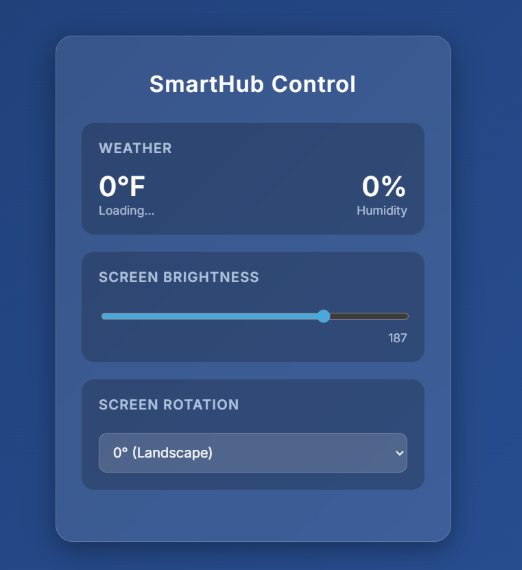 SmartHub Control
WEATHER
0°F 0%
Loading... Humidity
SCREEN BRIGHTNESS
187
SCREEN ROTATION
0° (Landscape)